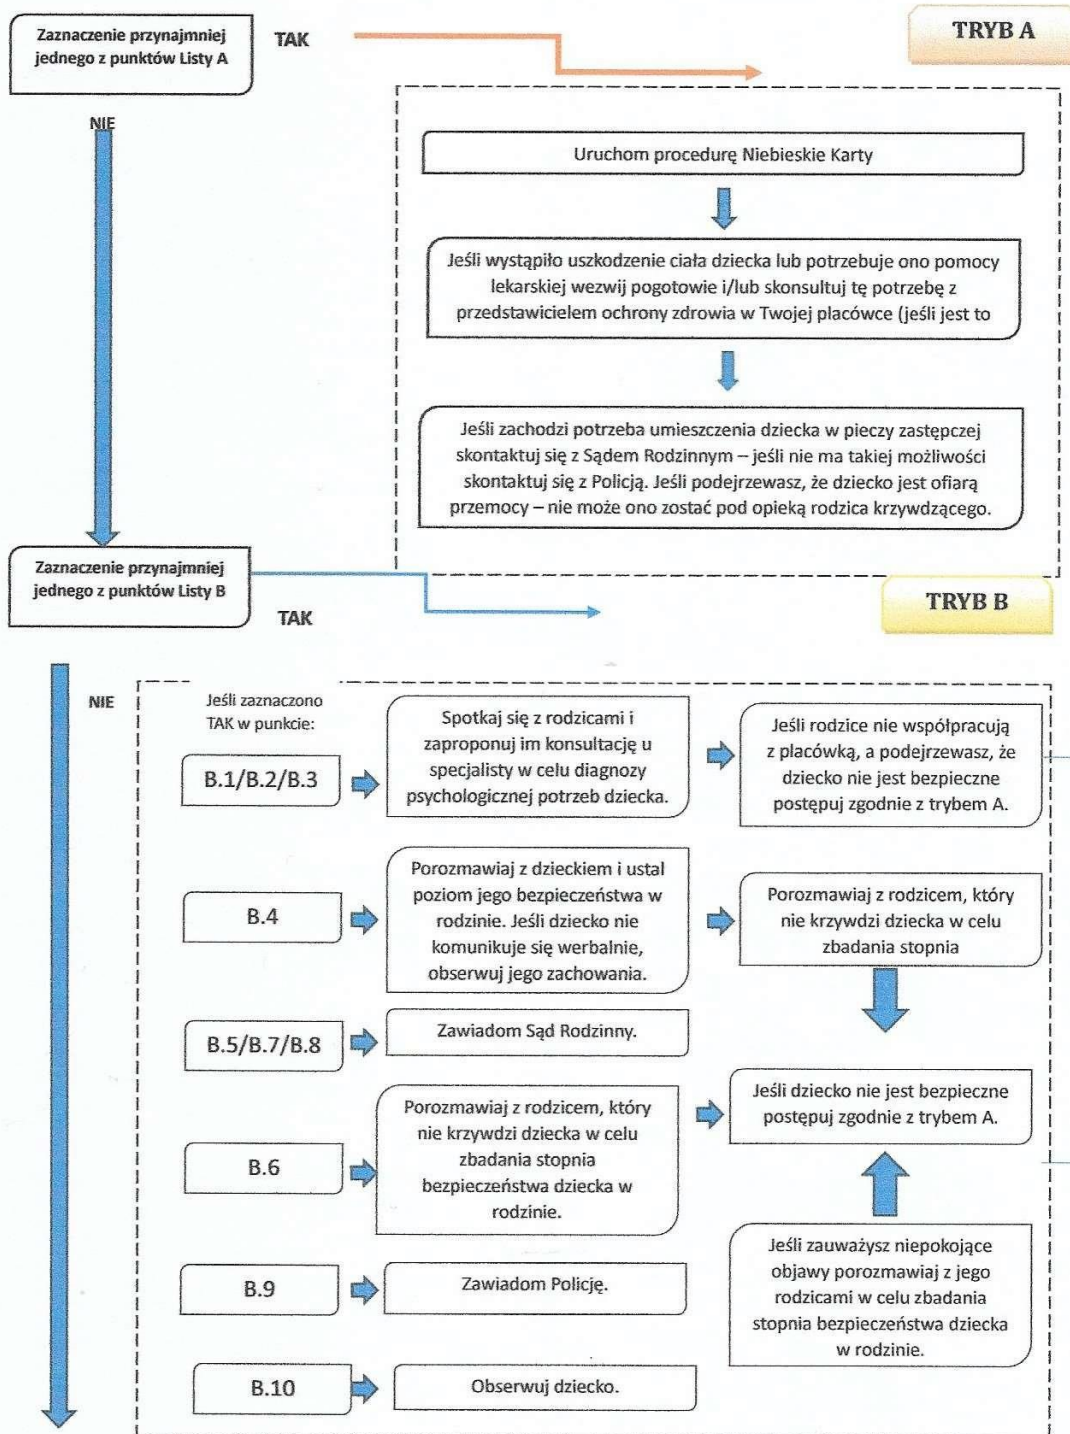 Zaznaczenie przynajmniej
jednego z punktów Listy A
TAK
TRYB A
NIE
Uruchom procedurę Niebieskie Karty
Jeśli wystąpiło uszkodzenie ciała dziecka lub potrzebuje ono pomocy
lekarskiej wezwij pogotowie i/lub skonsultuj tę potrzebę z
przedstawicielem ochrony zdrowia w Twojej placówce (jeśli jest to
Jeśli zachodzi potrzeba umieszczenia dziecka w pieczy zastępczej
skontaktuj się z Sądem Rodzinnym – jeśli nie ma takiej możliwości
skontaktuj się z Policją. Jeśli podejrzewasz, że dziecko jest ofiarą
przemocy – nie może ono zostać pod opieką rodzica krzywdzącego.
Zaznaczenie przynajmniej
jednego z punktów Listy B
TAK
TRYB B
NIE
Jeśli zaznaczono
TAK w punkcie:
B.1/B.2/B.3
Spotkaj się z rodzicami i
zaproponuj im konsultację u
specjalisty w celu diagnozy
psychologicznej potrzeb dziecka.
Jeśli rodzice nie współpracują
z placówką, a podejrzewasz, że
dziecko nie jest bezpieczne
postępuj zgodnie z trybem A.
B.4
Porozmawiaj z dzieckiem i ustal
poziom jego bezpieczeństwa w
rodzinie. Jeśli dziecko nie
komunikuje się werbalnie,
obserwuj jego zachowania.
Porozmawiaj z rodzicem, który
nie krzywdzi dziecka w celu
zbadania stopnia
B.5/B.7/B.8
Zawiadom Sąd Rodzinny.
B.6
Porozmawiaj z rodzicem, który
nie krzywdzi dziecka w celu
zbadania stopnia
bezpieczeństwa dziecka w
rodzinie.
Jeśli dziecko nie jest bezpieczne
postępuj zgodnie z trybem A.
B.9
Zawiadom Policję.
Jeśli zauważysz niepokojące
objawy porozmawiaj z jego
rodzicami w celu zbadania
stopnia bezpieczeństwa dziecka
w rodzinie.
B.10
Obserwuj dziecko.